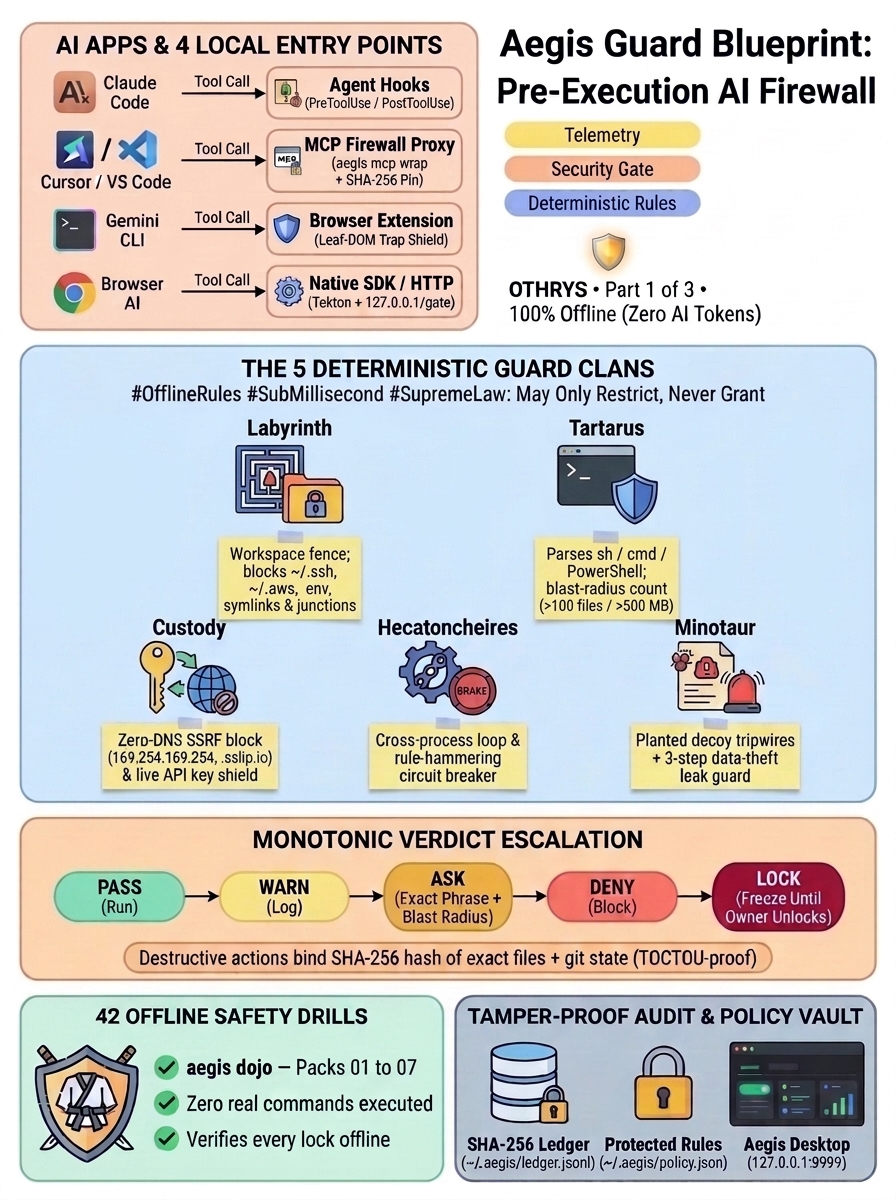 AI APPS & 4 LOCAL ENTRY POINTS
Claude
Code
Tool Call
Agent Hooks
(PreToolUse / PostToolUse)
/
Cursor / VS Code
Tool Call
MCP Firewall Proxy
(aegls mcp wrap
+ SHA-256 Pin)
>_
Gemini
CLI
Tool Call
Browser Extension
(Leaf-DOM Trap Shield)
Browser
AI
Tool Call
Native SDK / HTTP
(Tekton + 127.0.0.1/gate)
Aegis Guard Blueprint:
Pre-Execution AI Firewall
Telemetry
Security Gate
Deterministic Rules
OTHRYS • Part 1 of 3 •
100% Offline (Zero AI Tokens)
THE 5 DETERMINISTIC GUARD CLANS
#OfflineRules #SubMillisecond #SupremeLaw: May Only Restrict, Never Grant
Labyrinth
Workspace fence;
blocks ~/.ssh,
~/.aws, env,
symlinks & junctions
Tartarus
>_
Parses sh / cmd /
PowerShell;
blast-radius count
(>100 files / >500 MB)
Custody
Zero-DNS SSRF block
(169.254.169.254, .sslip.io)
& live API key shield
Hecatoncheires
BRAKE
Cross-process loop &
rule-hammering
circuit breaker
Minotaur
Planted decoy tripwires
+ 3-step data-theft
leak guard
MONOTONIC VERDICT ESCALATION
PASS
(Run)
WARN
(Log)
ASK
(Exact Phrase +
Blast Radius)
DENY
(Block)
LOCK
(Freeze Until
Owner Unlocks)
Destructive actions bind SHA-256 hash of exact files + git state (TOCTOU-proof)
42 OFFLINE SAFETY DRILLS
aegis dojo — Packs 01 to 07
Zero real commands executed
Verifies every lock offline
TAMPER-PROOF AUDIT & POLICY VAULT
SHA-256 Ledger
(~/.aegis/ledger.jsonl)
Protected Rules
(~/.aegis/policy.json)
Aegis Desktop
(127.0.0.1:9999)